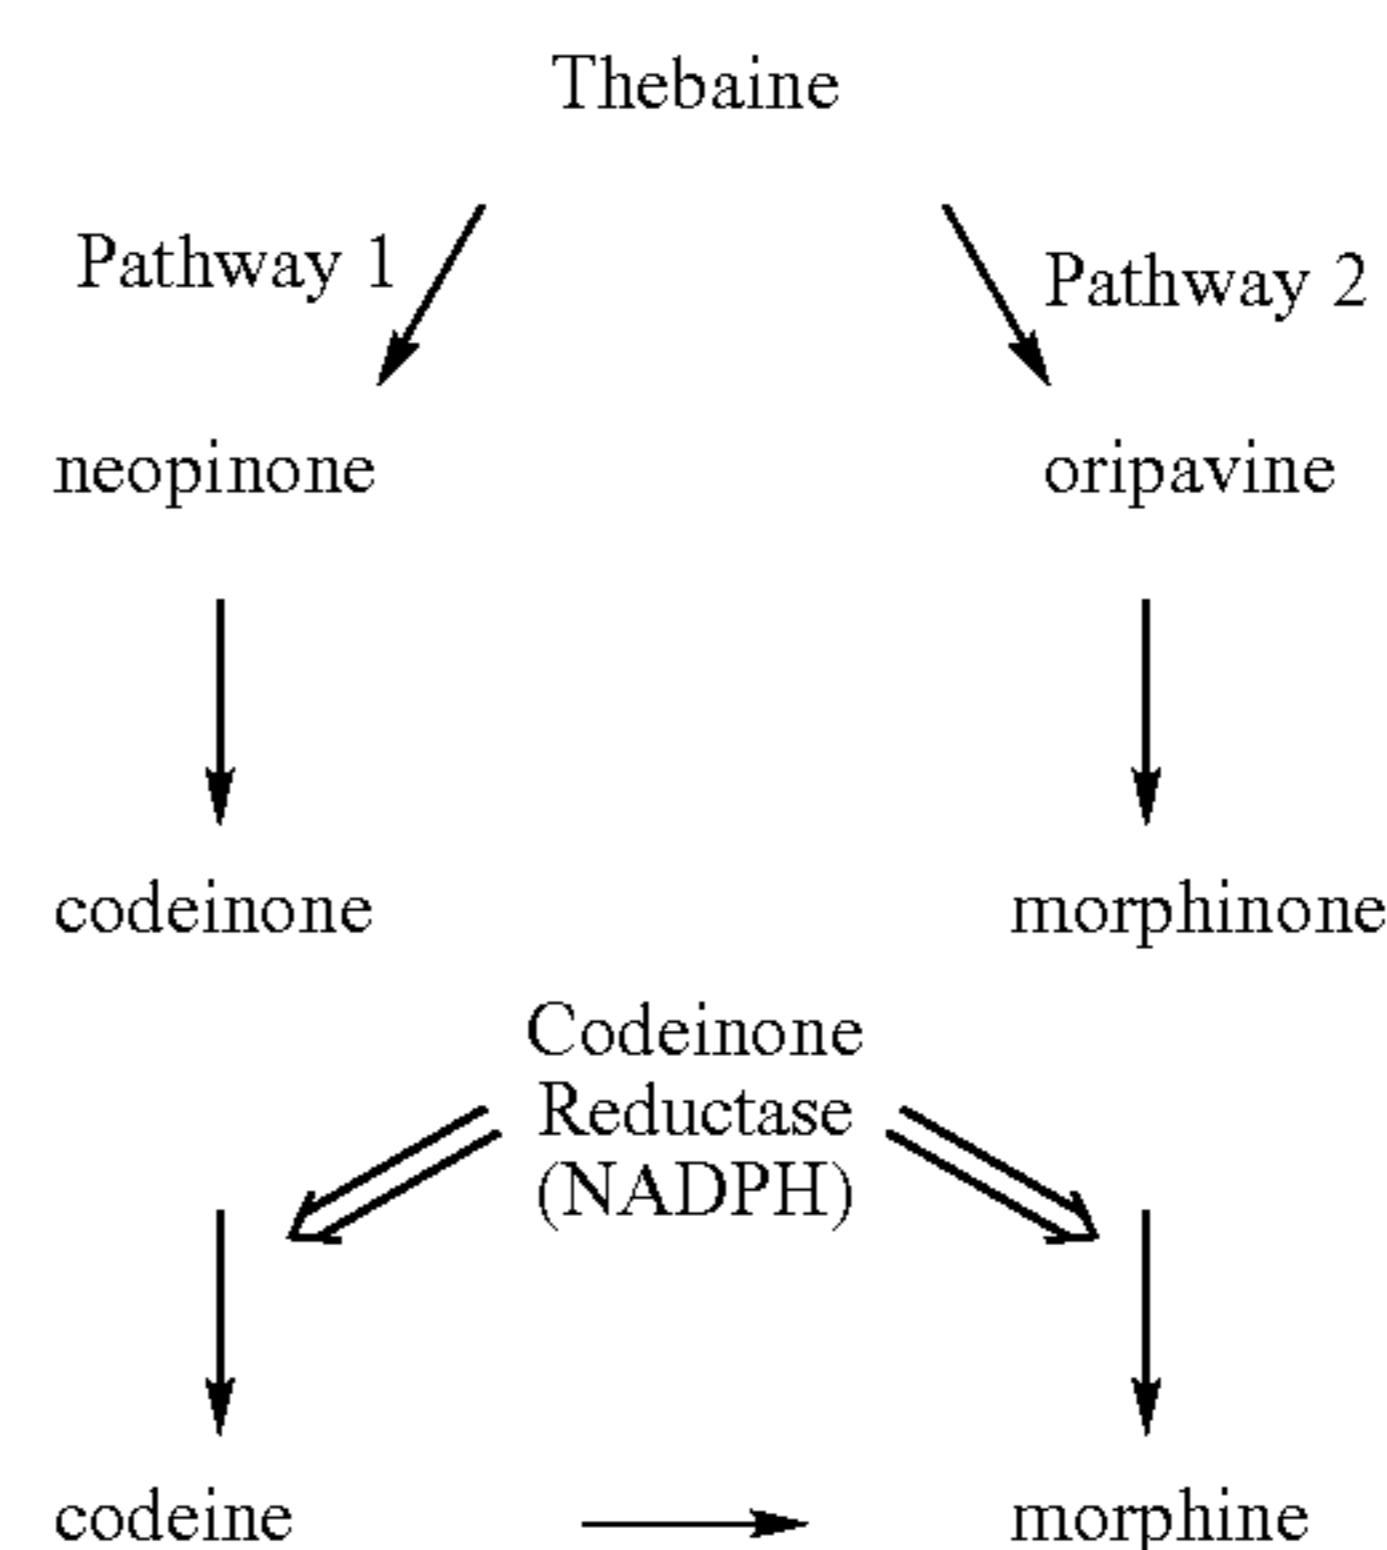 Thebaine
Pathway 1
Pathway 2
neopinone
oripavine
codeinone
morphinone
Codeinone
Reductase
(NADPH)
codeine
morphine